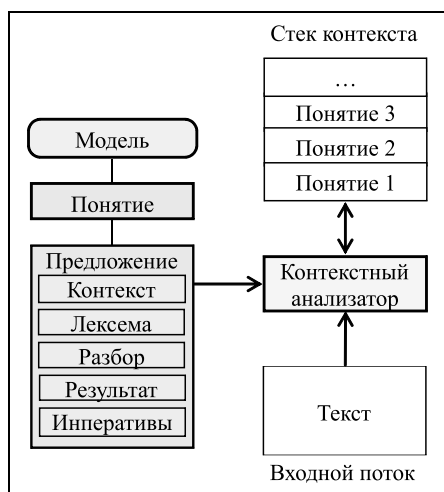 Стек контекста
…
Понятие 3
Понятие 2
Понятие 1
Модель
Понятие
Предложение
Контекст
Лексема
Разбор
Результат
Инперативы
Контекстный
анализатор
Текст
Входной поток